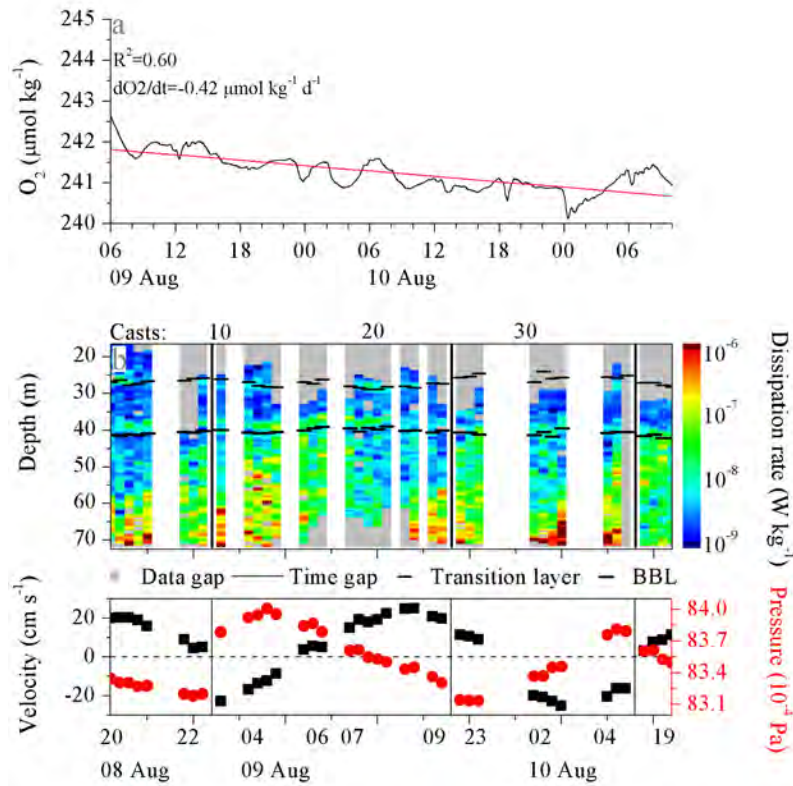 245
a
244
R²=0.60
243
dO2/dt=-0.42 μmol kg⁻¹ d⁻¹
242
241
240
O₂ (μmol kg⁻¹)
06 12 18 00 06 12 18 00 06
09 Aug 10 Aug
Casts: 10 20 30
b
20
30
40
50
60
70
Depth (m)
10⁻⁶
10⁻⁷
10⁻⁸
10⁻⁹
Dissipation rate (W kg⁻¹)
Data gap Time gap Transition layer BBL
20
0
-20
Velocity (cm s⁻¹)
84.0
83.7
83.4
83.1
Pressure (10⁻⁴ Pa)
20 22 04 06 07 09 23 02 04 19
08 Aug 09 Aug 10 Aug